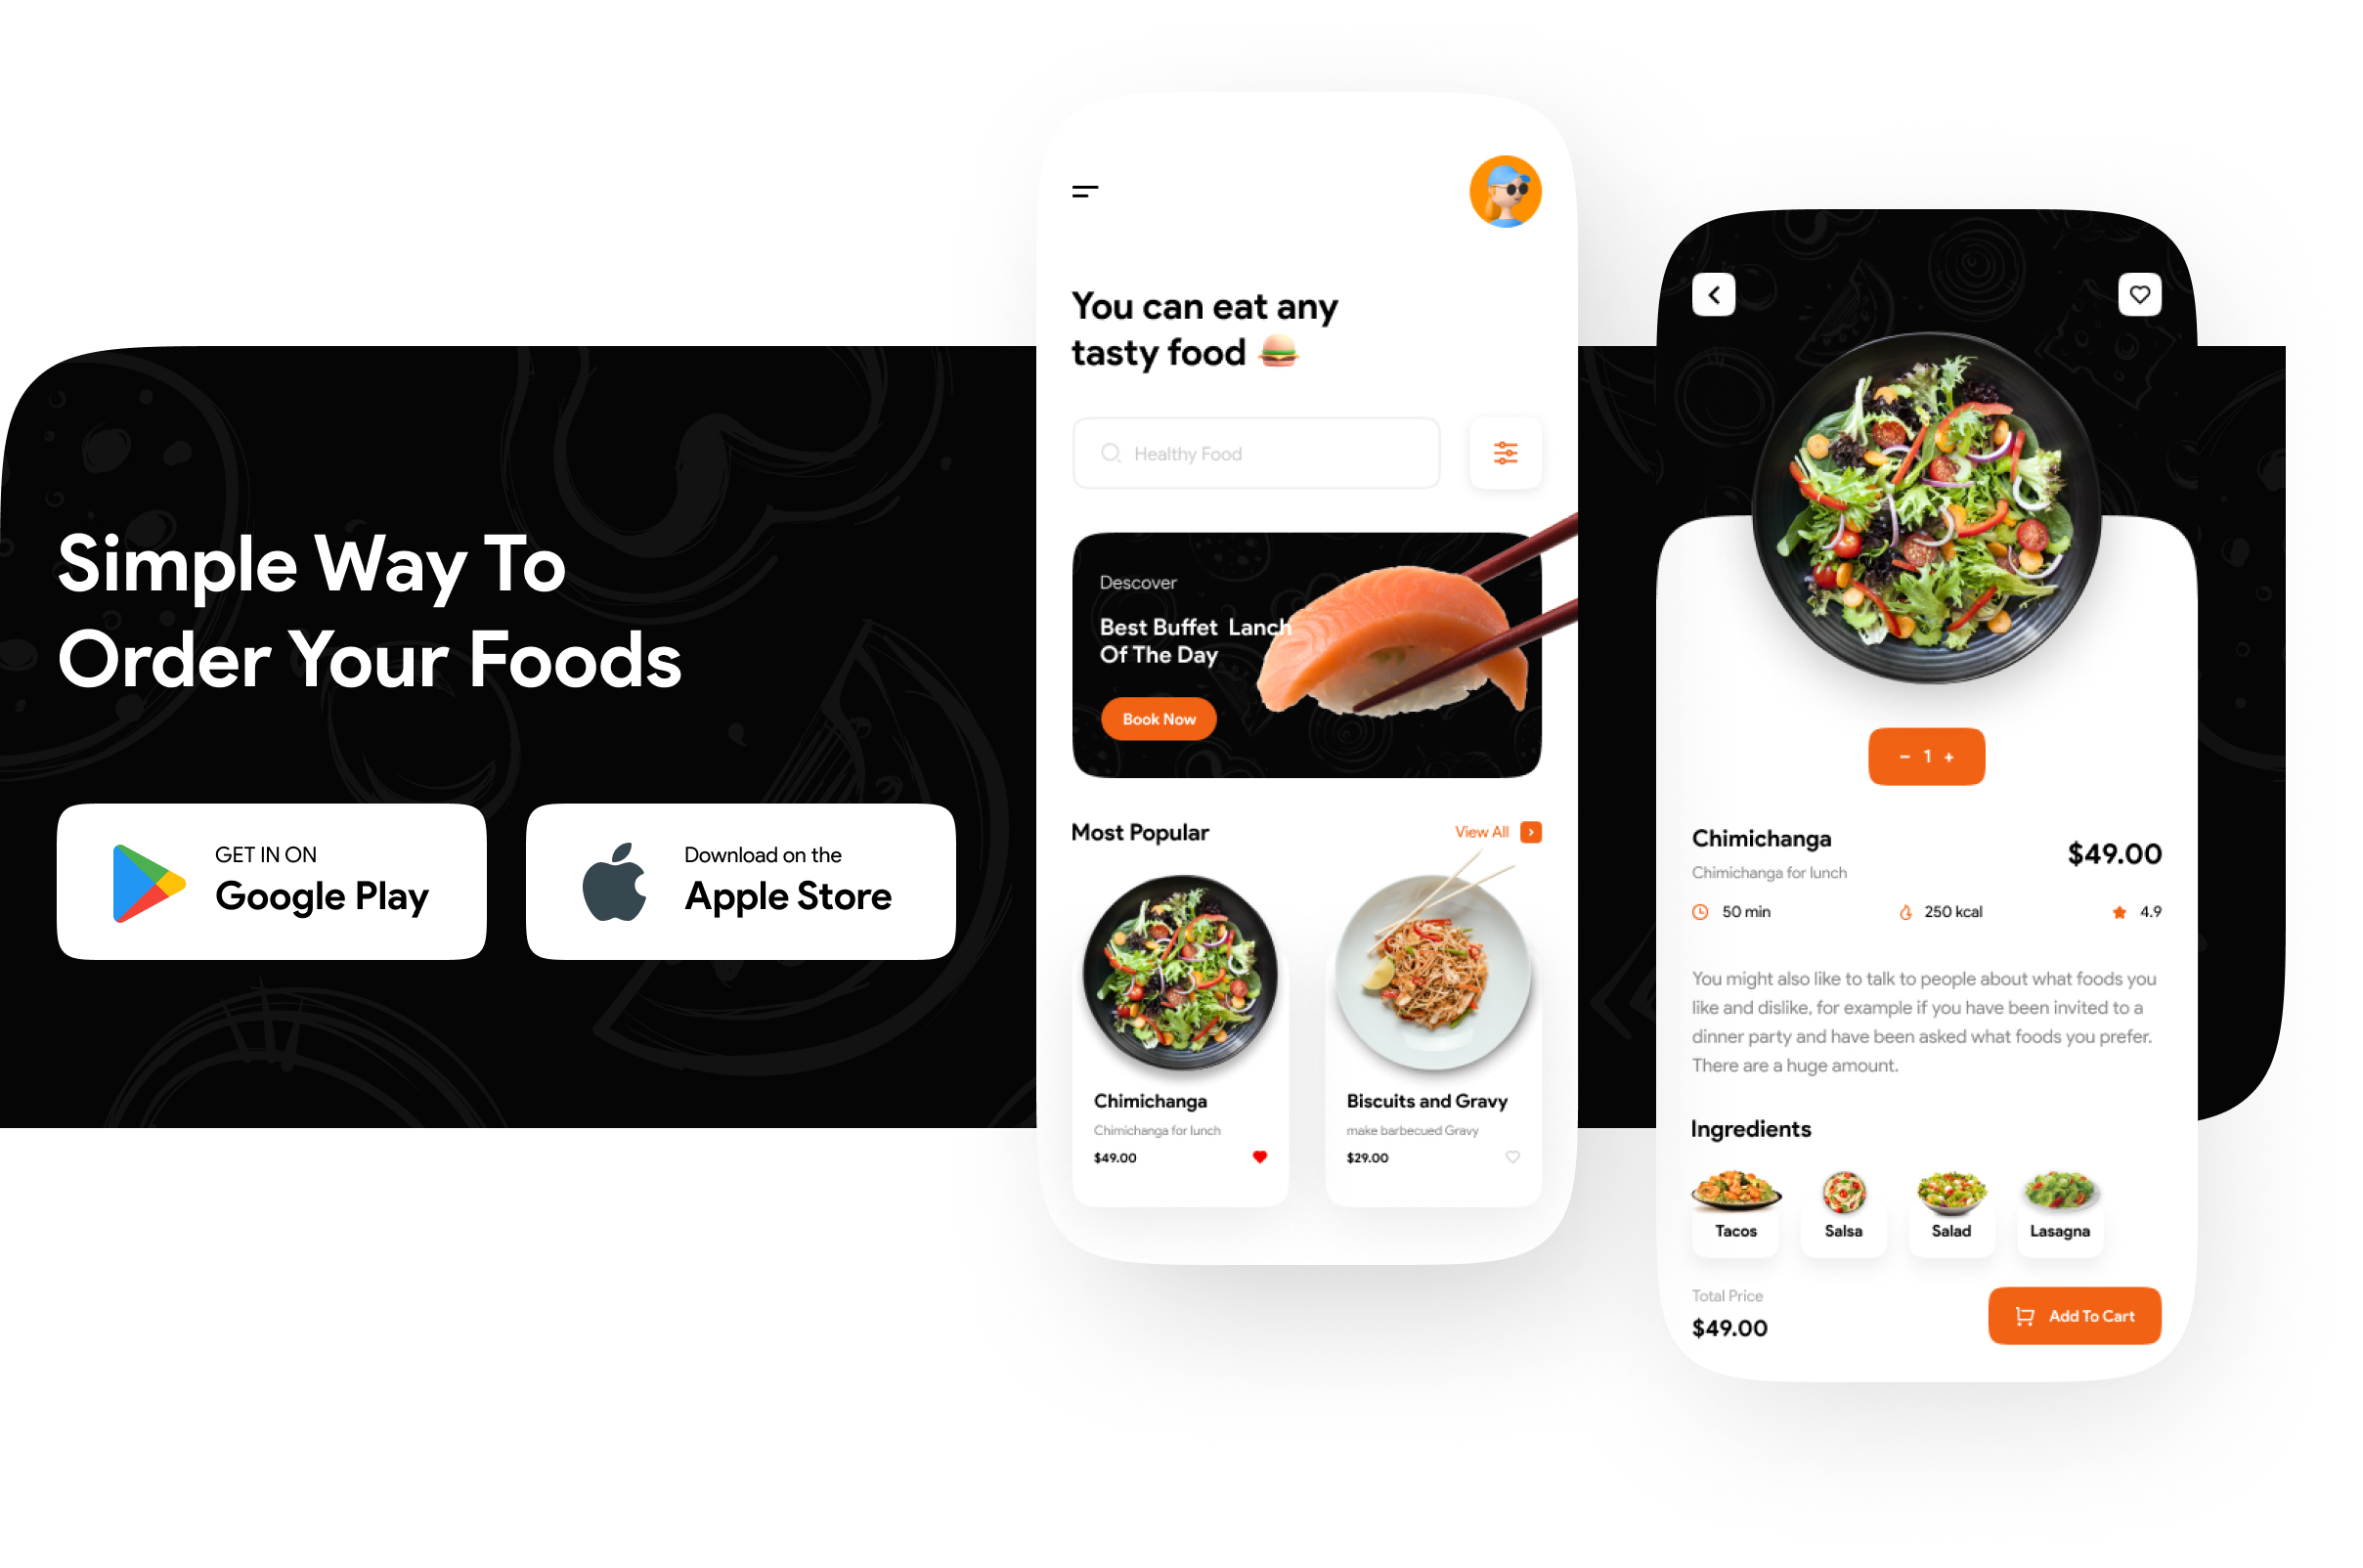 Simple Way To
Order Your Foods
GET IN ON
Google Play
Download on the
Apple Store
You can eat any
tasty food 🍔
Healthy Food
Descover
Best Buffet Lanch
Of The Day
Book Now
Most Popular
View All
Chimichanga
Chimichanga for lunch
$49.00
Biscuits and Gravy
make barbecued Gravy
$29.00
− 1 +
Chimichanga
$49.00
Chimichanga for lunch
50 min
250 kcal
4.9
You might also like to talk to people about what foods you
like and dislike, for example if you have been invited to a
dinner party and have been asked what foods you prefer.
There are a huge amount.
Ingredients
Tacos
Salsa
Salad
Lasagna
Total Price
$49.00
Add To Cart